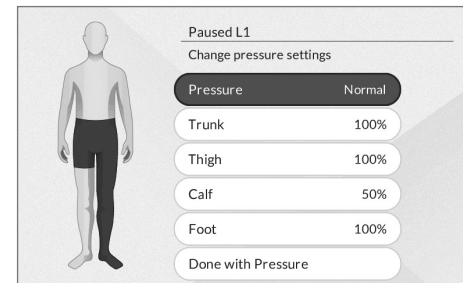 Paused L1
Change pressure settings
Pressure Normal
Trunk 100%
Thigh 100%
Calf 50%
Foot 100%
Done with Pressure